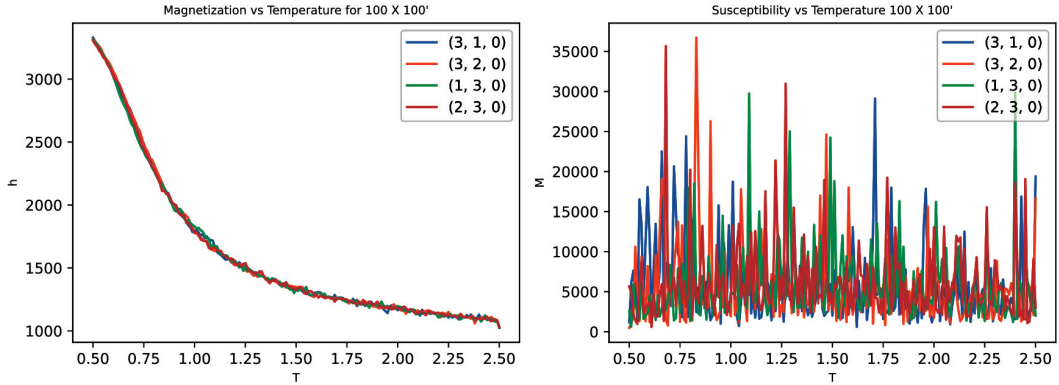 Magnetization vs Temperature for 100 X 100'
h
3000
2500
2000
1500
1000
(3, 1, 0)
(3, 2, 0)
(1, 3, 0)
(2, 3, 0)
0.50 0.75 1.00 1.25 1.50 1.75 2.00 2.25 2.50
T
Susceptibility vs Temperature 100 X 100'
M
35000
30000
25000
20000
15000
10000
5000
0
(3, 1, 0)
(3, 2, 0)
(1, 3, 0)
(2, 3, 0)
0.50 0.75 1.00 1.25 1.50 1.75 2.00 2.25 2.50
T